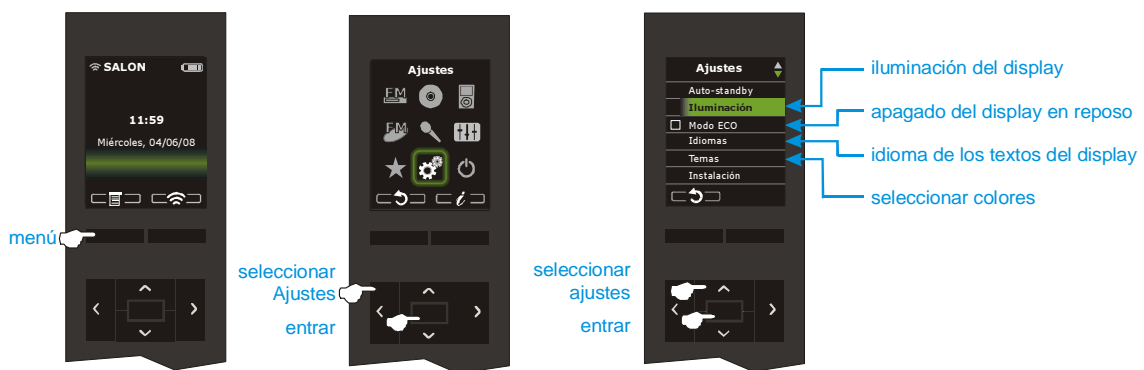 SALON
11:59
Miércoles, 04/06/08
menú
Ajustes
FM
FM
i
seleccionar
Ajustes
entrar
Ajustes
Auto-standby
Iluminación
Modo ECO
Idiomas
Temas
Instalación
seleccionar
ajustes
entrar
iluminación del display
apagado del display en reposo
idioma de los textos del display
seleccionar colores